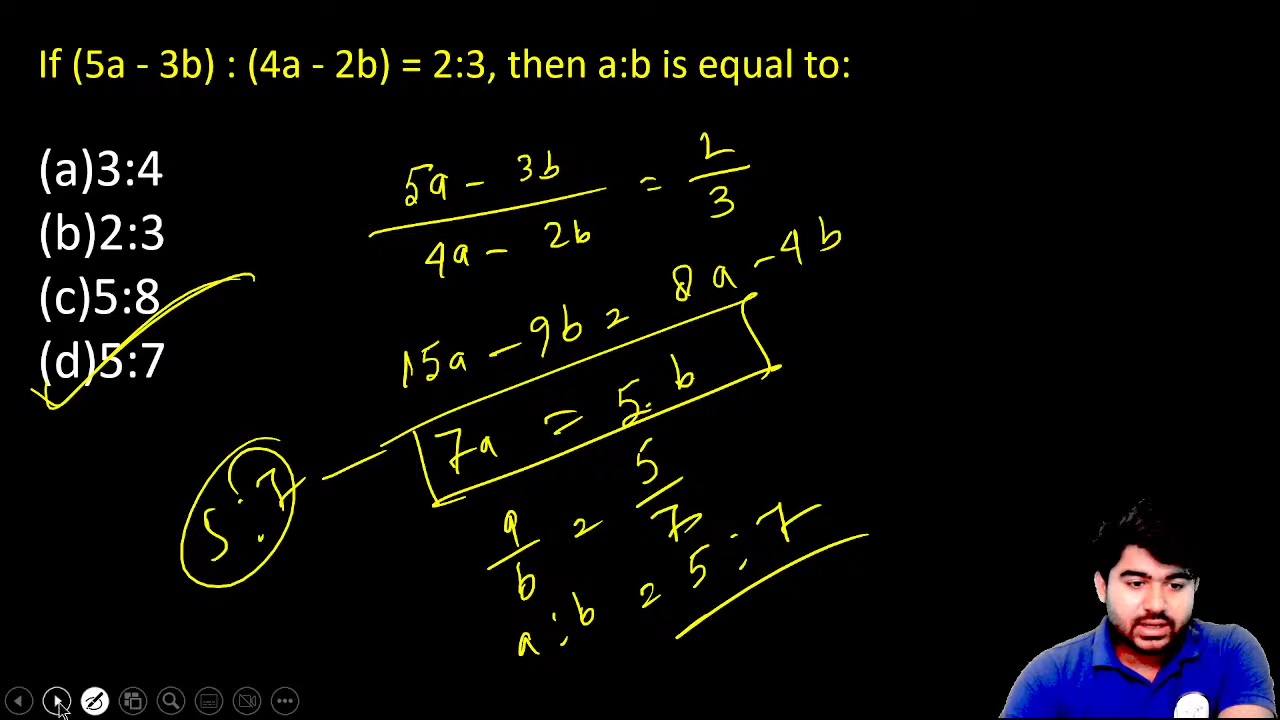 If (5a - 3b) : (4a - 2b) = 2:3, then a:b is equal to:
(a)3:4
(b)2:3
(c)5:8
(d)5:7
5a - 3b / 4a - 2b = 2/3
15a - 9b = 8a - 4b
7a = 5.b
5:7
a/b = 5/7
a:b = 5:7